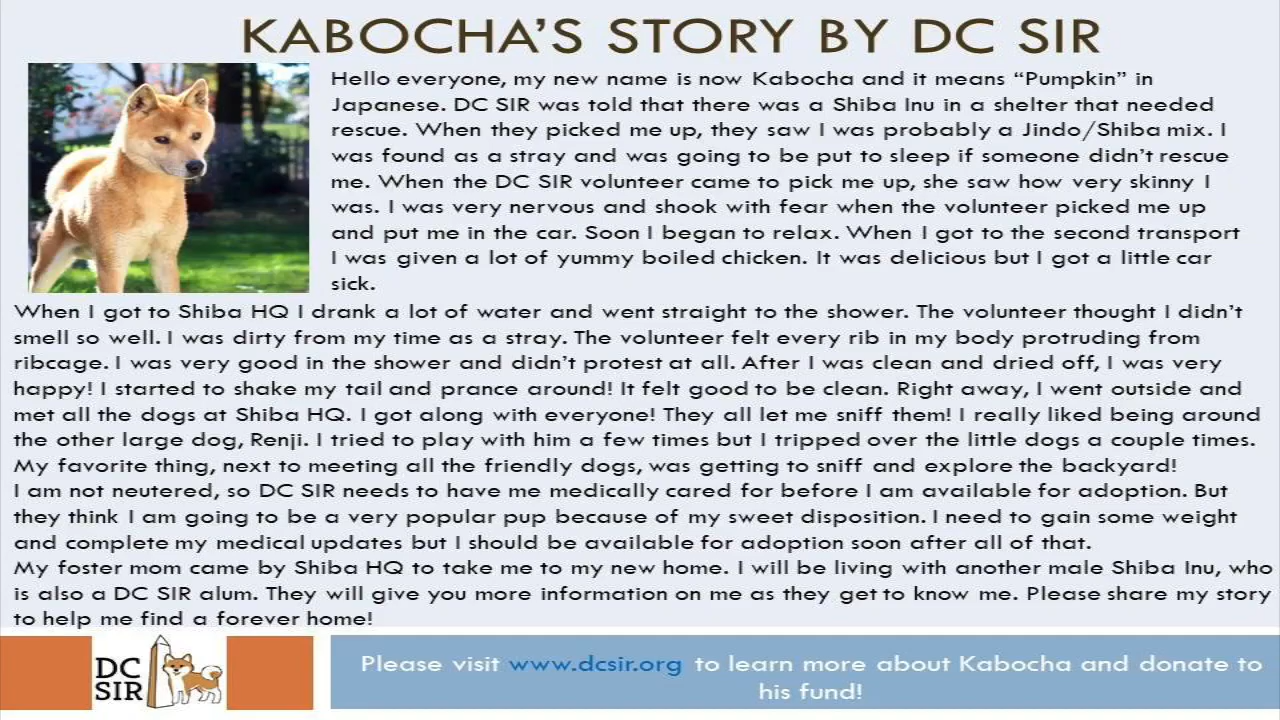 KABOCHA'S STORY BY DC SIR
Hello everyone, my new name is now Kabocha and it means “Pumpkin” in
Japanese. DC SIR was told that there was a Shiba Inu in a shelter that needed
rescue. When they picked me up, they saw I was probably a Jindo/Shiba mix. I
was found as a stray and was going to be put to sleep if someone didn't rescue
me. When the DC SIR volunteer came to pick me up, she saw how very skinny I
was. I was very nervous and shook with fear when the volunteer picked me up
and put me in the car. Soon I began to relax. When I got to the second transport
I was given a lot of yummy boiled chicken. It was delicious but I got a little car
sick.
When I got to Shiba HQ I drank a lot of water and went straight to the shower. The volunteer thought I didn't
smell so well. I was dirty from my time as a stray. The volunteer felt every rib in my body protruding from
ribcage. I was very good in the shower and didn't protest at all. After I was clean and dried off, I was very
happy! I started to shake my tail and prance around! It felt good to be clean. Right away, I went outside and
met all the dogs at Shiba HQ. I got along with everyone! They all let me sniff them! I really liked being around
the other large dog, Renji. I tried to play with him a few times but I tripped over the little dogs a couple times.
My favorite thing, next to meeting all the friendly dogs, was getting to sniff and explore the backyard!
I am not neutered, so DC SIR needs to have me medically cared for before I am available for adoption. But
they think I am going to be a very popular pup because of my sweet disposition. I need to gain some weight
and complete my medical updates but I should be available for adoption soon after all of that.
My foster mom came by Shiba HQ to take me to my new home. I will be living with another male Shiba Inu, who
is also a DC SIR alum. They will give you more information on me as they get to know me. Please share my story
to help me find a forever home!
DC
SIR
Please visit www.dcsir.org to learn more about Kabocha and donate to
his fund!